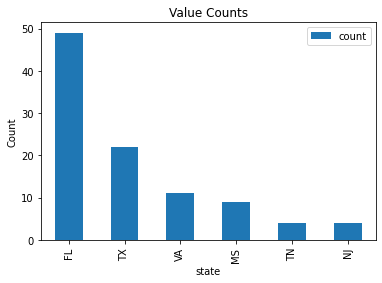 Value Counts
count
Count
50
40
30
20
10
0
FL
TX
VA
MS
TN
NJ
state